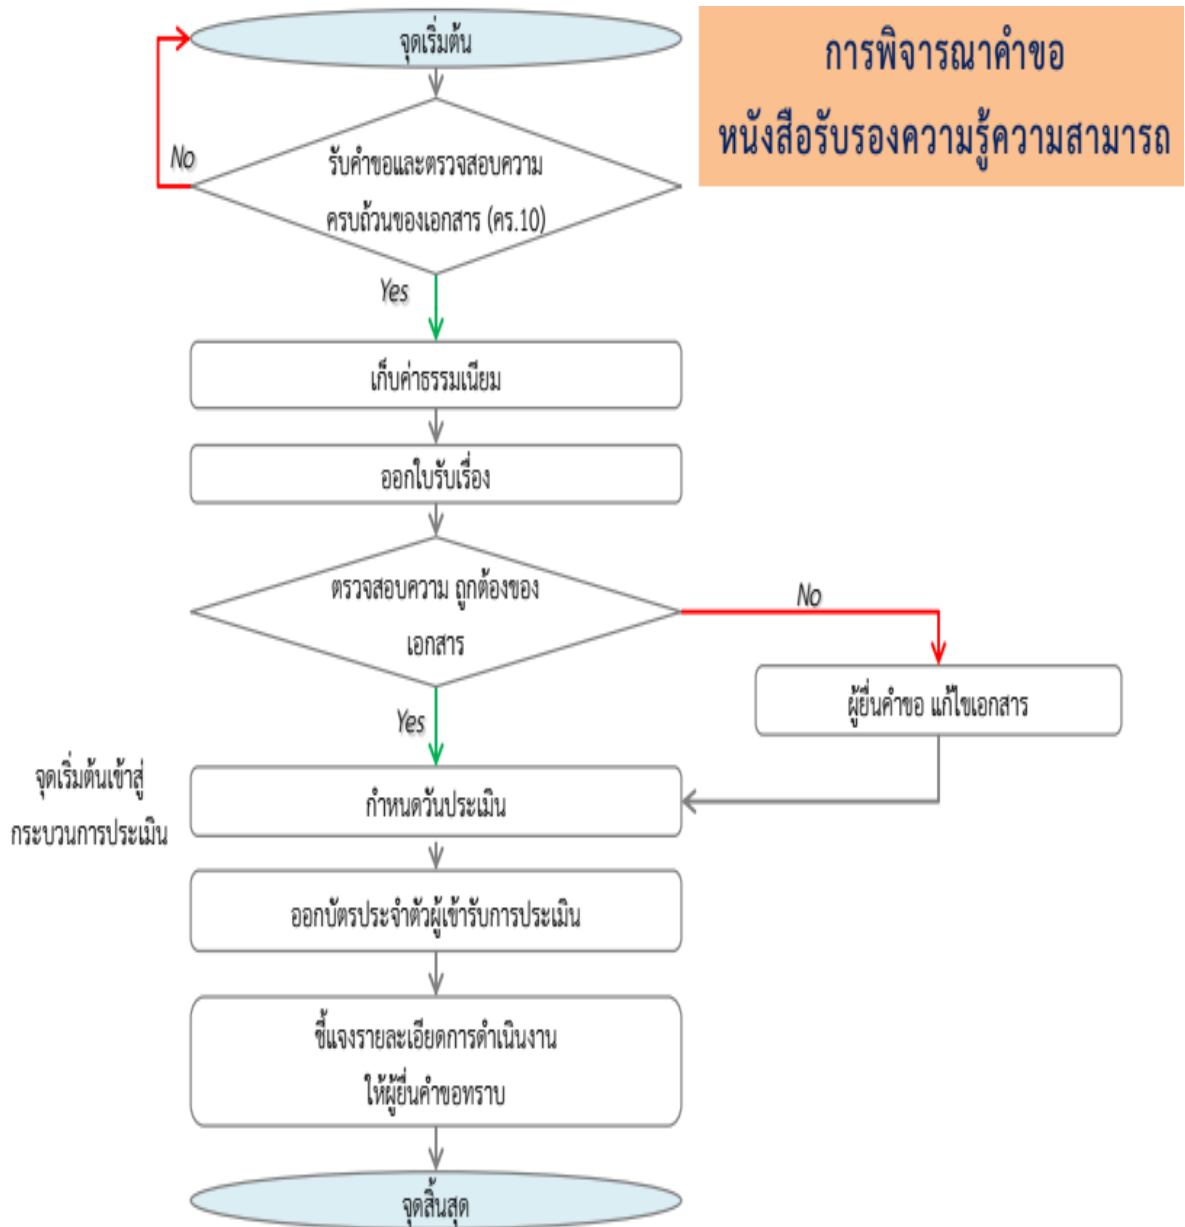 จุดเริ่มต้น
การพิจารณาคำขอ
หนังสือรับรองความรู้ความสามารถ
No
รับคำขอและตรวจสอบความ
ครบถ้วนของเอกสาร (คร.10)
Yes
เก็บค่าธรรมเนียม
ออกใบรับเรื่อง
ตรวจสอบความ ถูกต้องของ
เอกสาร
No
ผู้ยื่นคำขอ แก้ไขเอกสาร
Yes
จุดเริ่มต้นเข้าสู่
กระบวนการประเมิน
กำหนดวันประเมิน
ออกบัตรประจำตัวผู้เข้ารับการประเมิน
ชี้แจงรายละเอียดการดำเนินงาน
ให้ผู้ยื่นคำขอทราบ
จุดสิ้นสุด